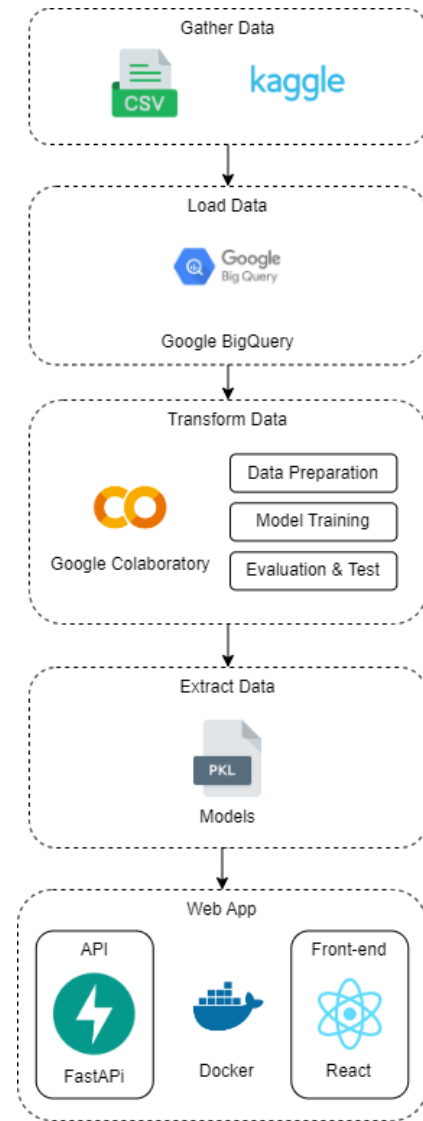 Gather Data
CSV
kaggle
Load Data
Google
Big Query
Google BigQuery
Transform Data
Google Colaboratory
Data Preparation
Model Training
Evaluation & Test
Extract Data
PKL
Models
Web App
API
FastAPi
Docker
Front-end
React